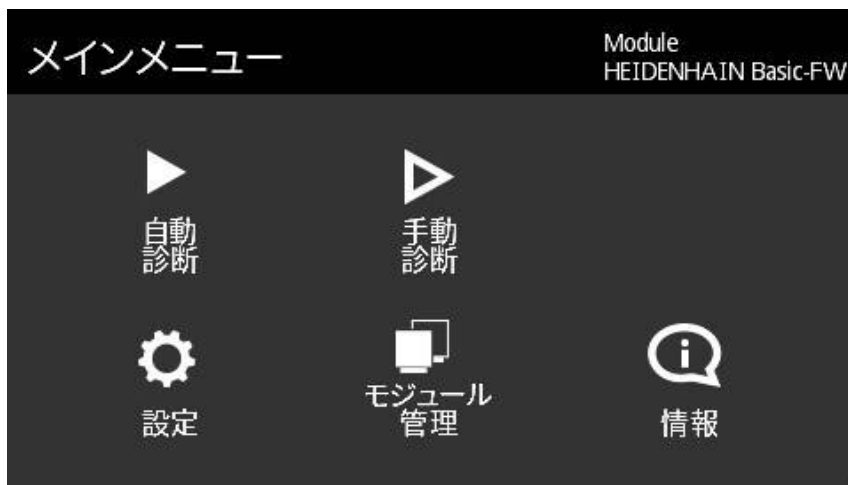 メインメニュー
Module
HEIDENHAIN Basic-FW
自動
診断
手動
診断
設定
モジュール
管理
情報